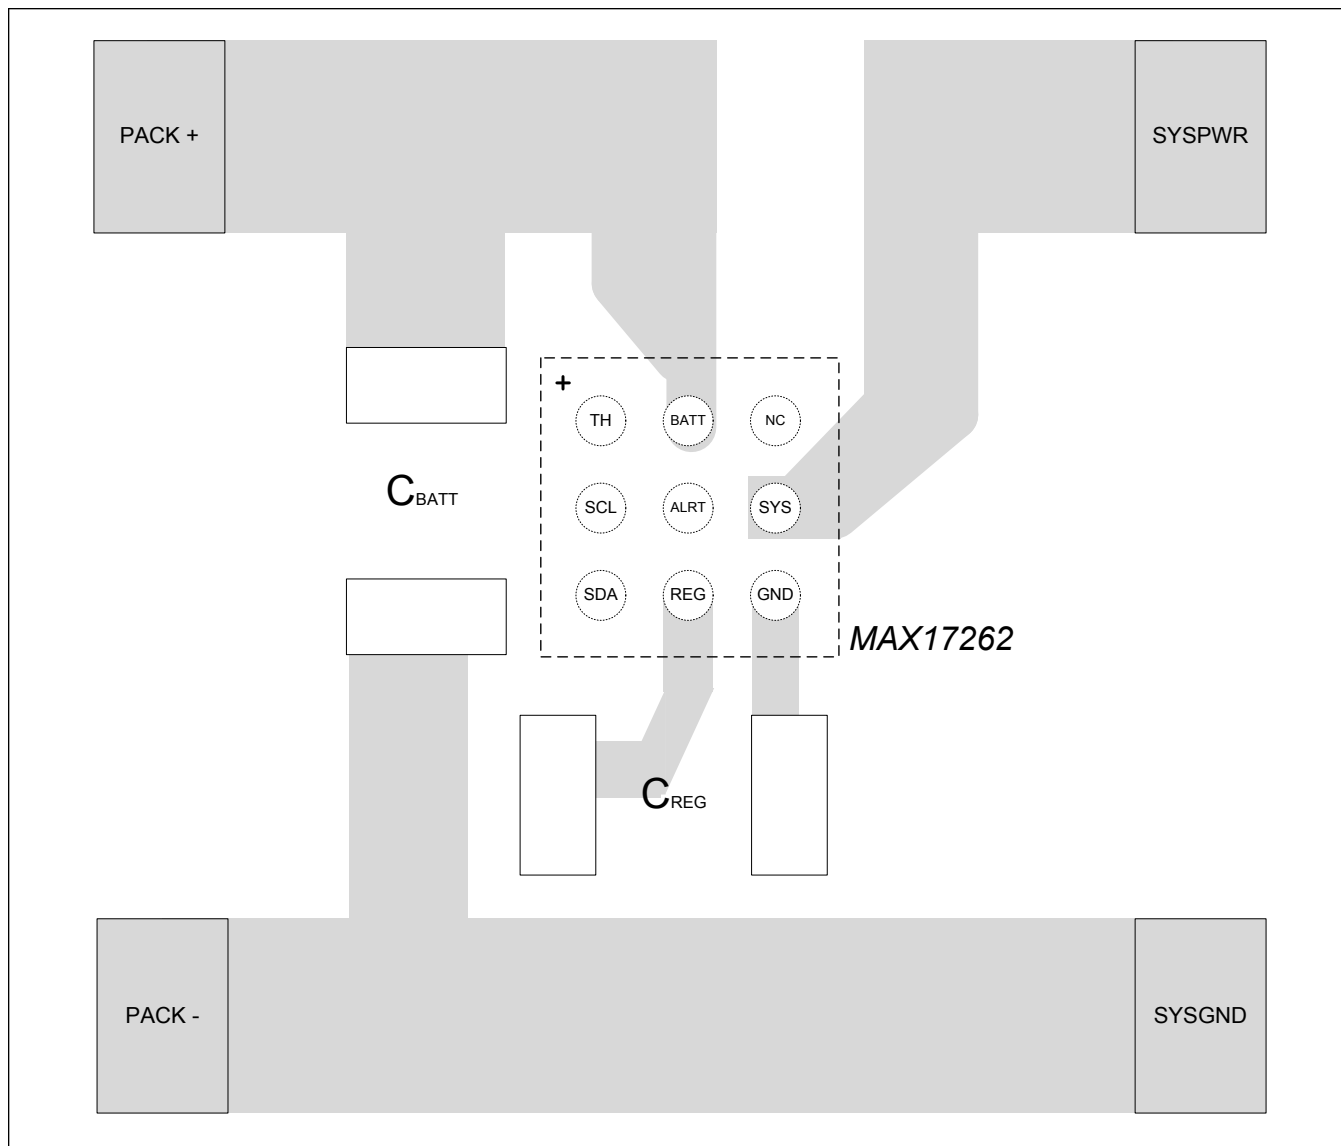 PACK +
SYSPWR
+
TH BATT NC
CBATT
SCL ALRT SYS
SDA REG GND
MAX17262
CREG
PACK -
SYSGND